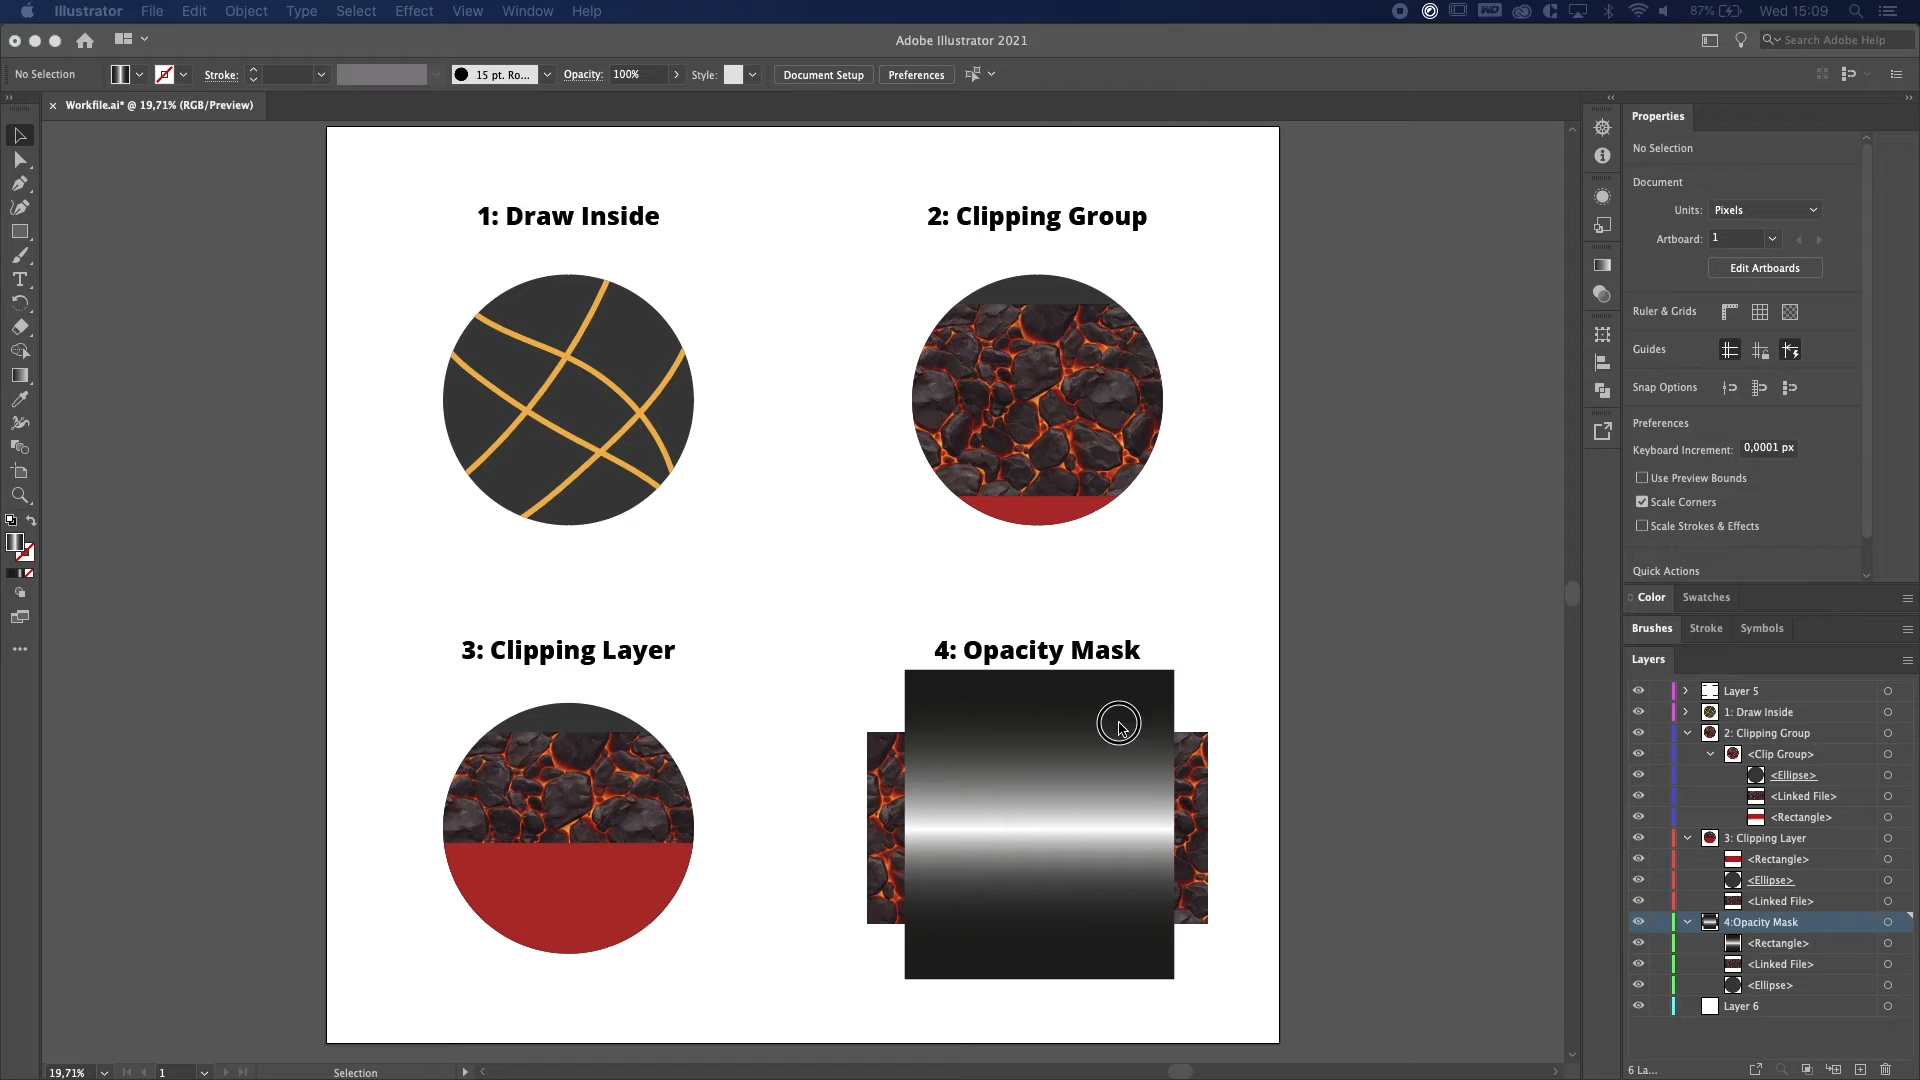 Illustrator File Edit Object Type Select Effect View Window Help
87% Wed 15:09
Adobe Illustrator 2021
Search Adobe Help
No Selection
Stroke:
15 pt. Ro...
Opacity: 100%
Style:
Document Setup
Preferences
Workfile.ai* @ 19,71% (RGB/Preview)
1: Draw Inside
2: Clipping Group
3: Clipping Layer
4: Opacity Mask
Properties
No Selection
Document
Units: Pixels
Artboard: 1
Edit Artboards
Ruler & Grids
Guides
Snap Options
Preferences
Keyboard Increment: 0,0001 px
Use Preview Bounds
Scale Corners
Scale Strokes & Effects
Quick Actions
Color Swatches
Brushes Stroke Symbols
Layers
Layer 5
1: Draw Inside
2: Clipping Group
<Clip Group>
<Ellipse>
<Linked File>
<Rectangle>
3: Clipping Layer
<Rectangle>
<Ellipse>
<Linked File>
4:Opacity Mask
<Rectangle>
<Linked File>
<Ellipse>
Layer 6
6 La...
19,71%
1
Selection